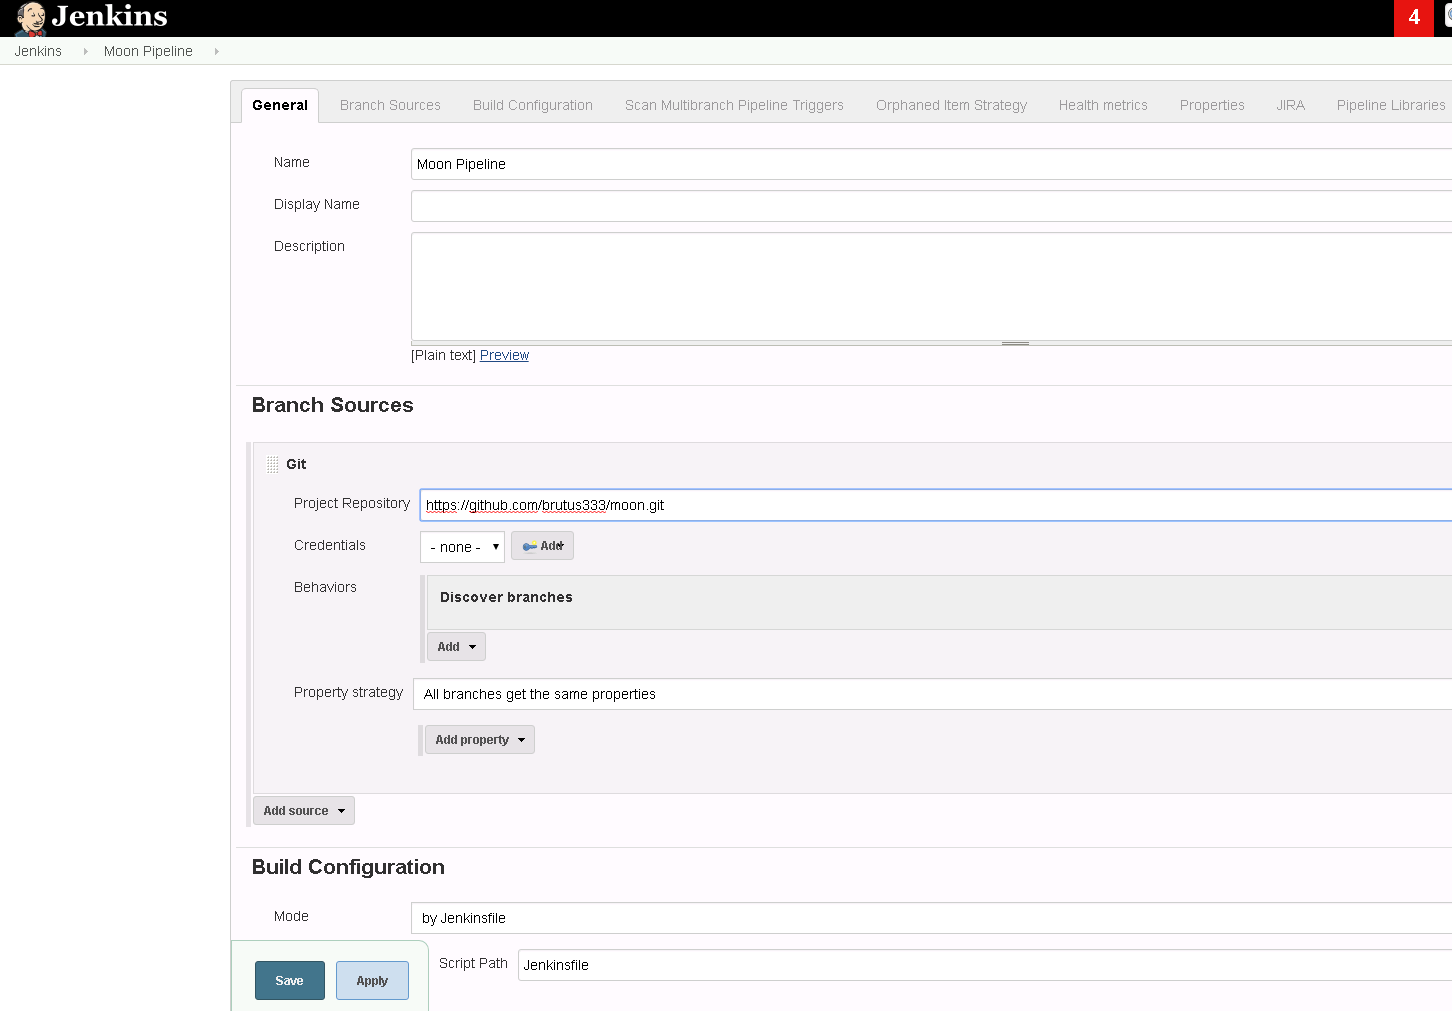 Jenkins
4
Jenkins Moon Pipeline
General Branch Sources Build Configuration Scan Multibranch Pipeline Triggers Orphaned Item Strategy Health metrics Properties JIRA Pipeline Libraries
Name Moon Pipeline
Display Name
Description
[Plain text] Preview
Branch Sources
Git
Project Repository https://github.com/brutus333/moon.git
Credentials - none - Add
Behaviors Discover branches
Add
Property strategy All branches get the same properties
Add property
Add source
Build Configuration
Mode by Jenkinsfile
Script Path Jenkinsfile
Save Apply